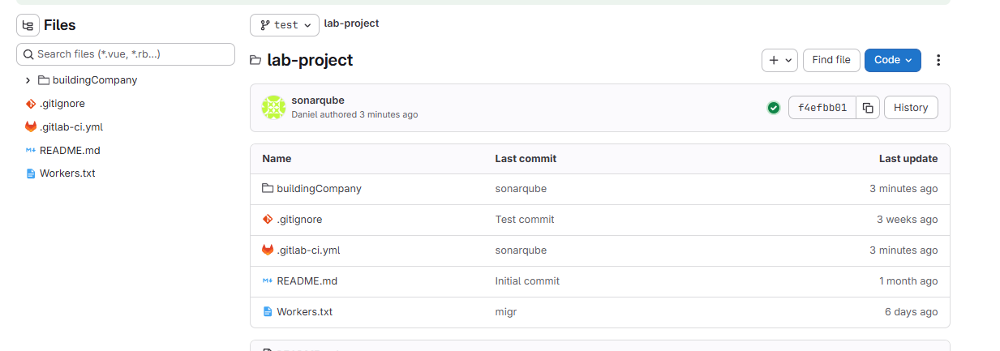 Files
Search files (*.vue, *.rb...)
buildingCompany
.gitignore
.gitlab-ci.yml
README.md
Workers.txt
test lab-project
lab-project
Find file Code
sonarqube
Daniel authored 3 minutes ago
f4efbb01 History
Name Last commit Last update
buildingCompany sonarqube 3 minutes ago
.gitignore Test commit 3 weeks ago
.gitlab-ci.yml sonarqube 3 minutes ago
README.md Initial commit 1 month ago
Workers.txt migr 6 days ago